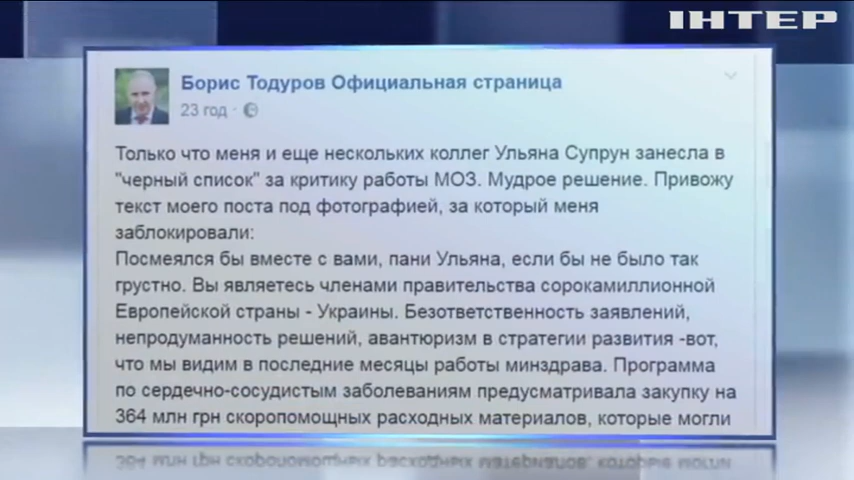 ІНТЕР
Борис Тодуров Официальная страница
23 год ·
Только что меня и еще нескольких коллег Ульяна Супрун занесла в
"черный список" за критику работы МОЗ. Мудрое решение. Привожу
текст моего поста под фотографией, за который меня
заблокировали:
Посмеялся бы вместе с вами, пани Ульяна, если бы не было так
грустно. Вы являетесь членами правительства сорокамиллионной
Европейской страны - Украины. Безответственность заявлений,
непродуманность решений, авантюризм в стратегии развития -вот,
что мы видим в последние месяцы работы минздрава. Программа
по сердечно-сосудистым заболеваниям предусматривала закупку на
364 млн грн скоропомощных расходных материалов, которые могли